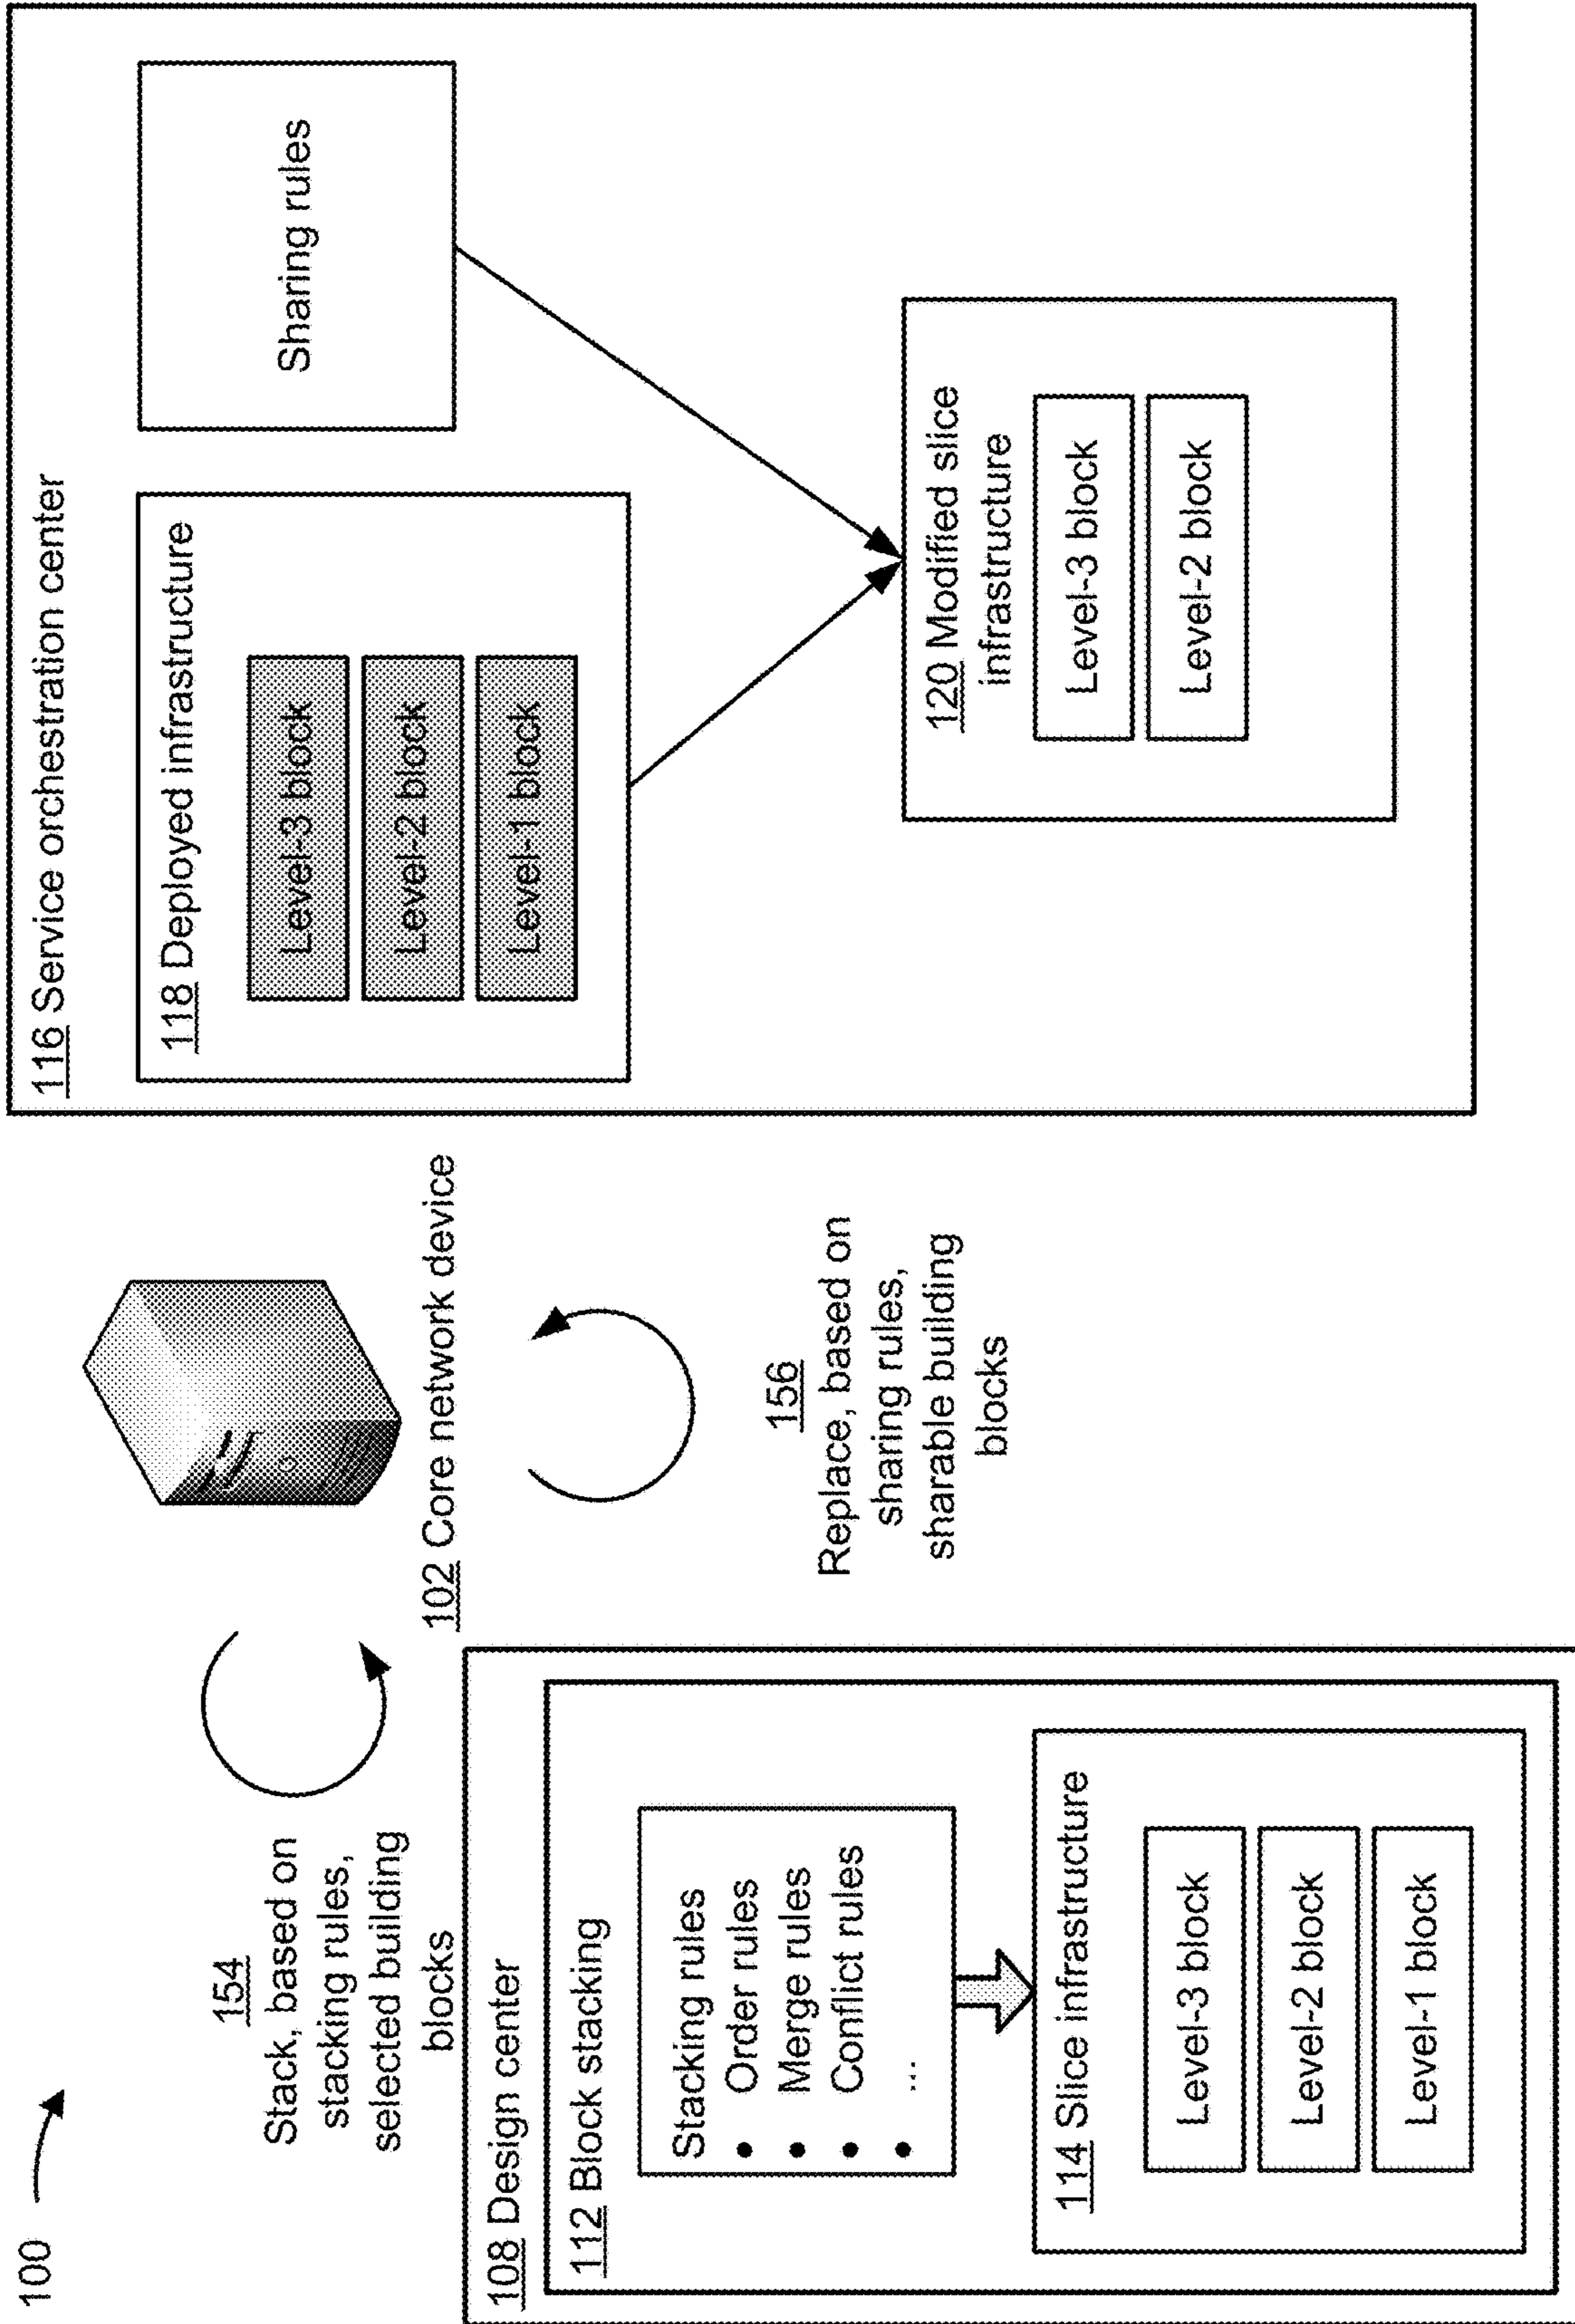 100
154
Stack, based on
stacking rules,
selected building
blocks
102 Core network device
156
Replace, based on
sharing rules,
sharable building
blocks
108 Design center
112 Block stacking
Stacking rules
• Order rules
• Merge rules
• Conflict rules
• ...
114 Slice infrastructure
Level-3 block
Level-2 block
Level-1 block
116 Service orchestration center
118 Deployed infrastructure
Level-3 block
Level-2 block
Level-1 block
Sharing rules
120 Modified slice
infrastructure
Level-3 block
Level-2 block